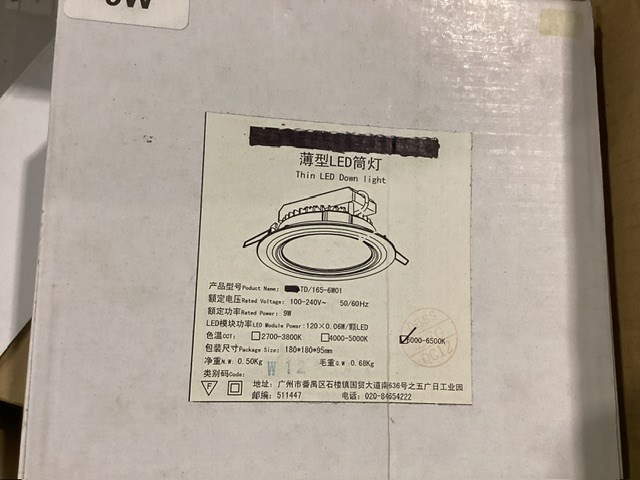 薄型LED筒灯
Thin LED Down light
产品型号Poduct Name: TD/165-6W01
额定电压Rated Voltage: 100-240V~ 50/60Hz
额定功率Rated Power: 9W
LED模块功率LED Module Power:120×0.06W/颗LED
色温CCT: 2700-3800K 4000-5000K 6000-6500K
包装尺寸Package Size: 180*180*95mm
净重N.W: 0.50Kg 毛重G.W: 0.68Kg
W 12
类别码Code:
F
地址: 广州市番禺区石楼镇国贸大道南636号之五广日工业园
邮编: 511447 电话: 020-84654222